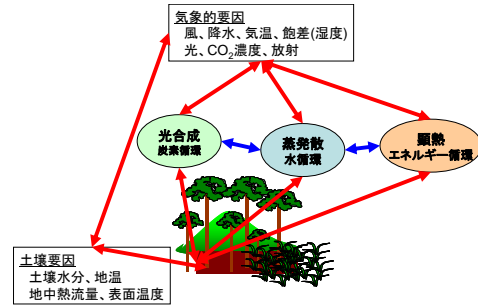 気象的要因
風、降水、気温、飽差(湿度)
光、CO₂濃度、放射
光合成
炭素循環
蒸発散
水循環
顕熱
エネルギー循環
土壌要因
土壌水分、地温
地中熱流量、表面温度